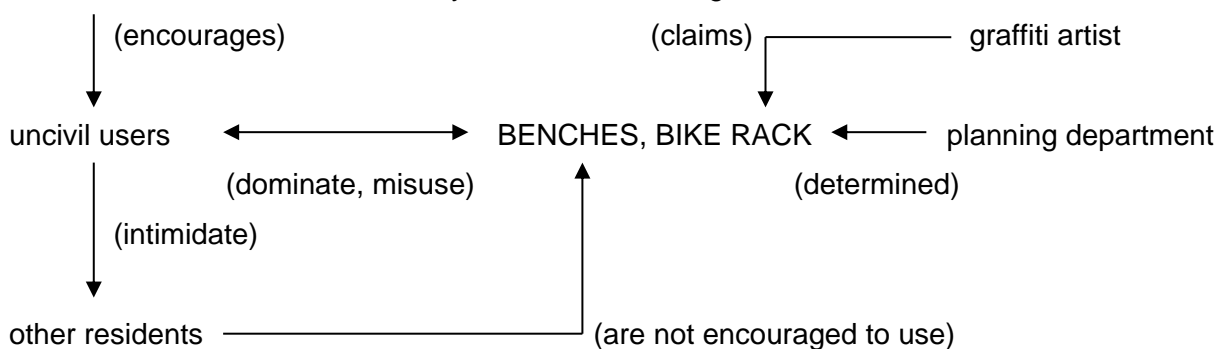 (encourages) (claims) graffiti artist
uncivil users BENCHES, BIKE RACK planning department
(dominate, misuse) (determined)
(intimidate)
other residents (are not encouraged to use)